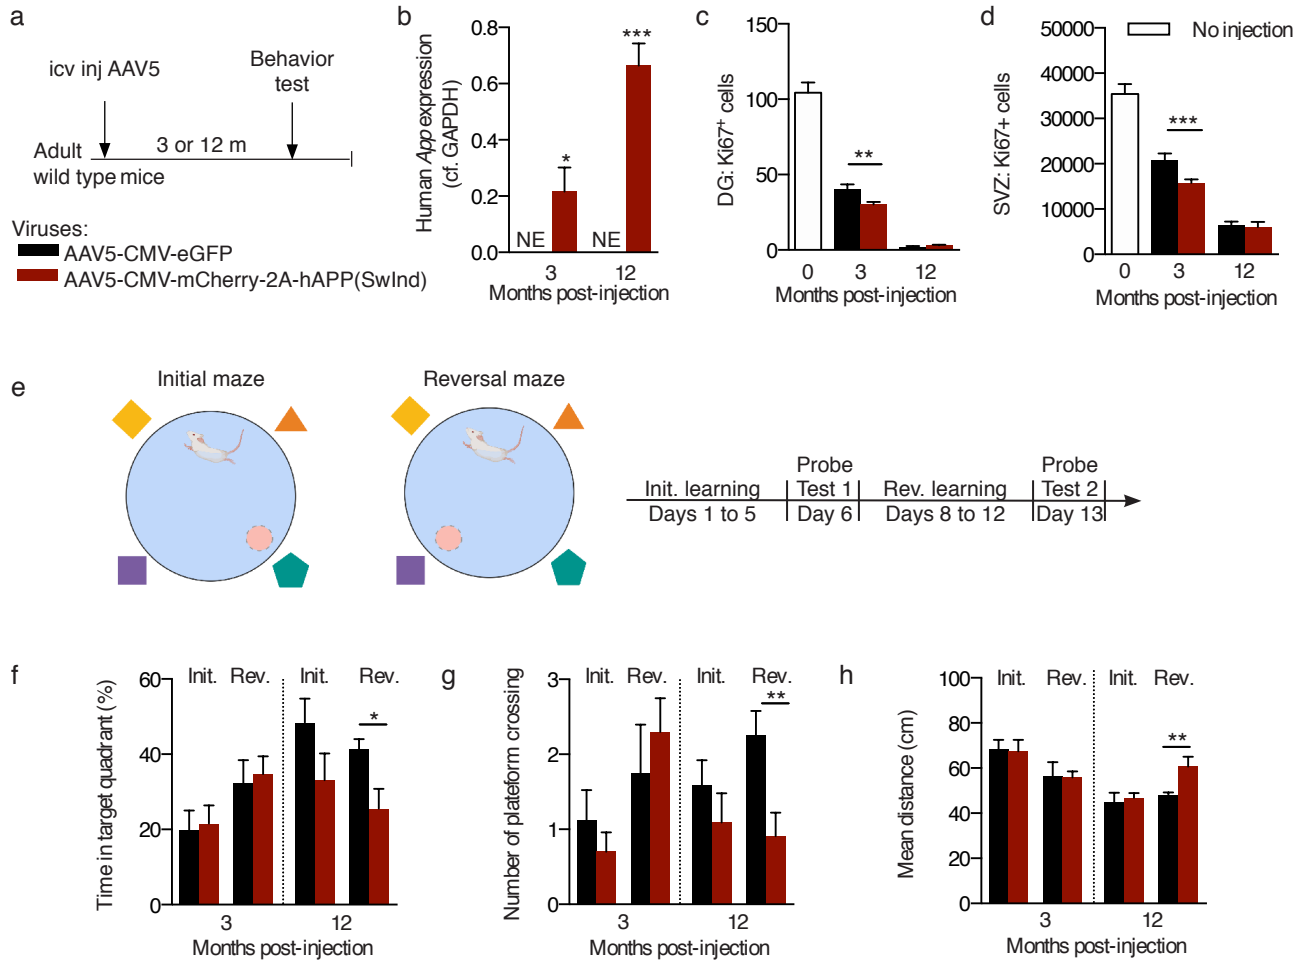 a
icv inj AAV5
Behavior
test
3 or 12 m
Adult
wild type mice
Viruses:
AAV5-CMV-eGFP
AAV5-CMV-mCherry-2A-hAPP(SwInd)
b
Human App expression
(cf. GAPDH)
0.8
0.6
0.4
0.2
0.0
NE
*
NE
***
3
12
Months post-injection
c
DG: Ki67+ cells
150
100
50
0
**
0
3
12
Months post-injection
d
SVZ: Ki67+ cells
50000
40000
30000
20000
10000
0
No injection
***
0
3
12
Months post-injection
e
Initial maze
Reversal maze
Init. learning
Days 1 to 5
Probe
Test 1
Day 6
Rev. learning
Days 8 to 12
Probe
Test 2
Day 13
f
Time in target quadrant (%)
60
40
20
0
Init.
Rev.
Init.
Rev.
*
3
12
Months post-injection
g
Number of plateform crossing
3
2
1
0
Init.
Rev.
Init.
Rev.
**
3
12
Months post-injection
h
Mean distance (cm)
100
80
60
40
20
0
Init.
Rev.
Init.
Rev.
**
3
12
Months post-injection